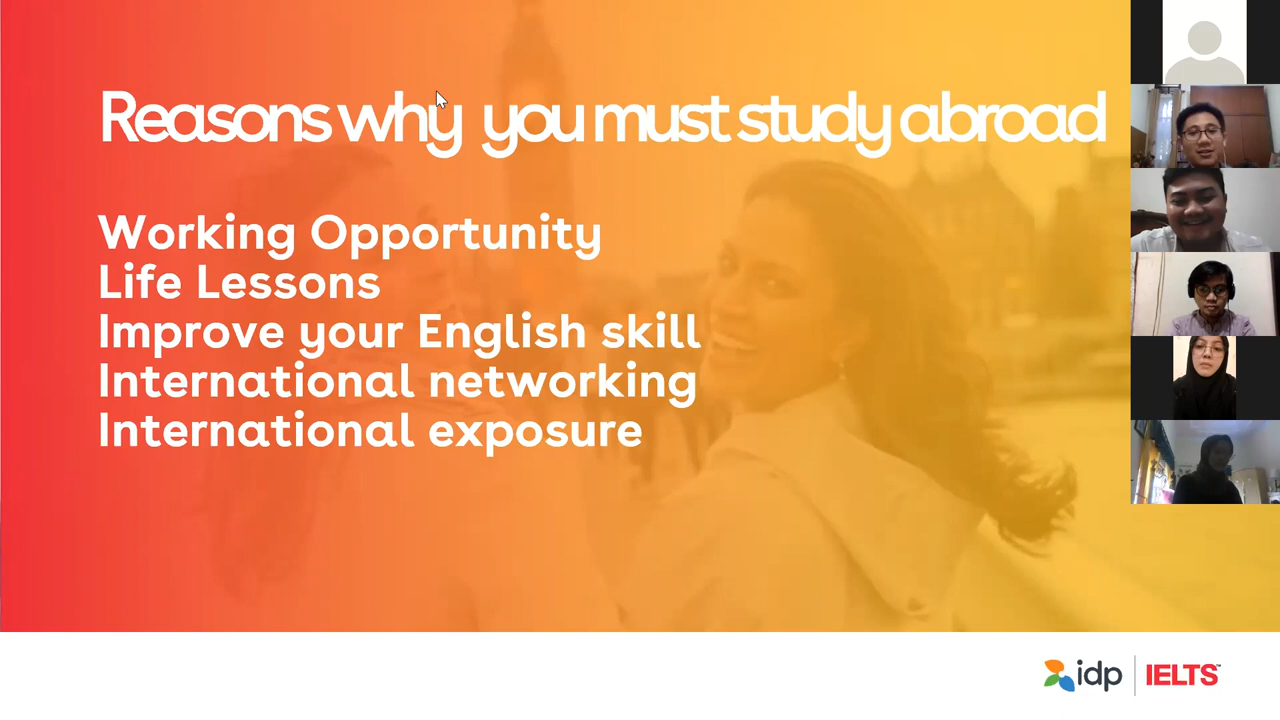 Reasons why you must study abroad
Working Opportunity
Life Lessons
Improve your English skill
International networking
International exposure
idp
IELTS™